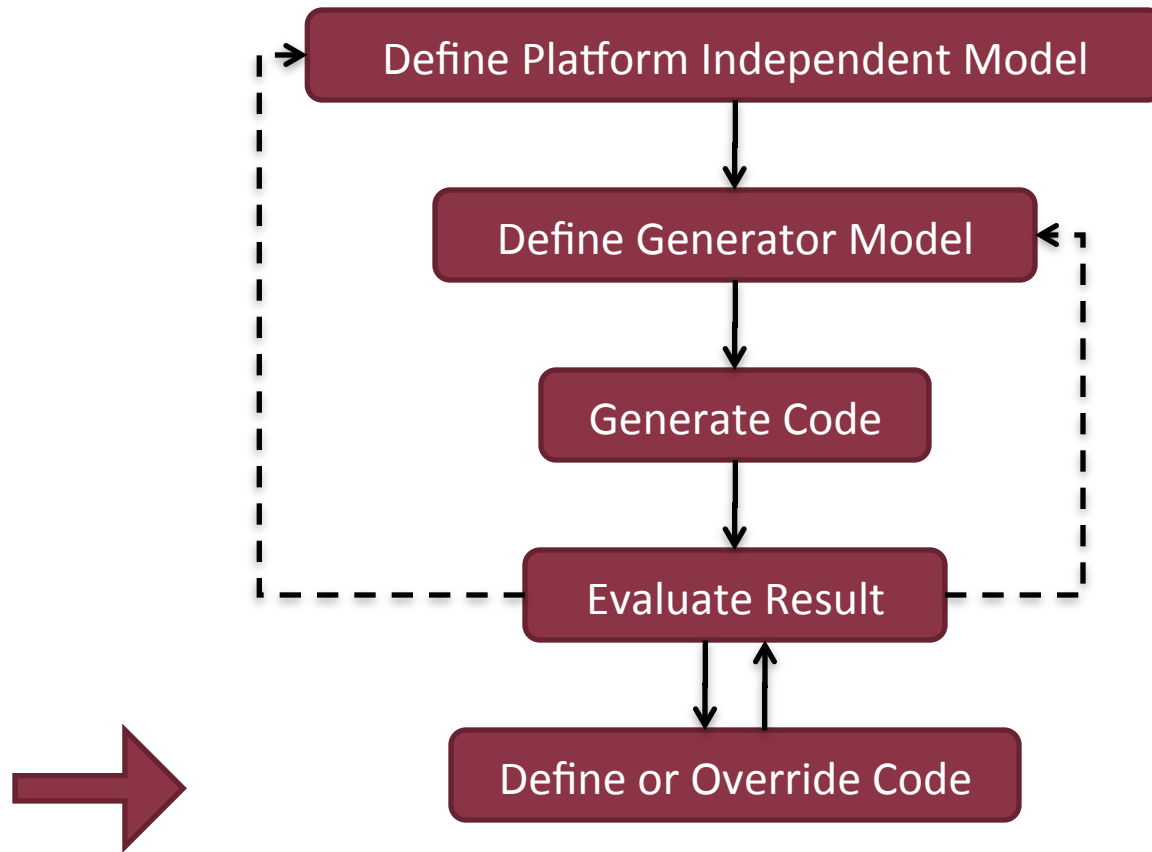 Define Platform Independent Model
Define Generator Model
Generate Code
Evaluate Result
Define or Override Code